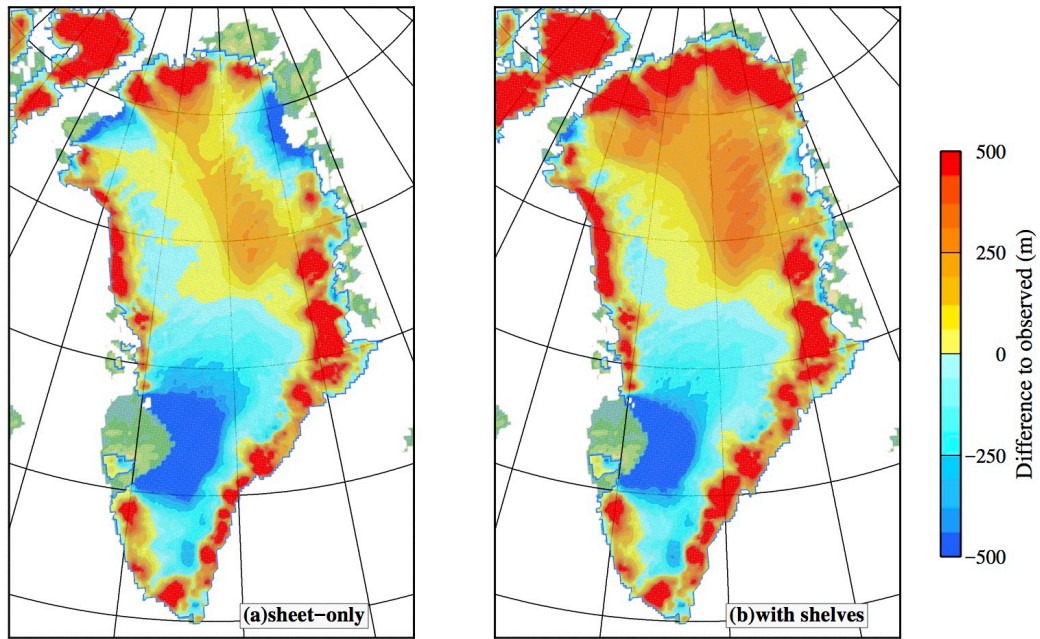 (a)sheet−only
(b)with shelves
500
250
0
−250
−500
Difference to observed (m)